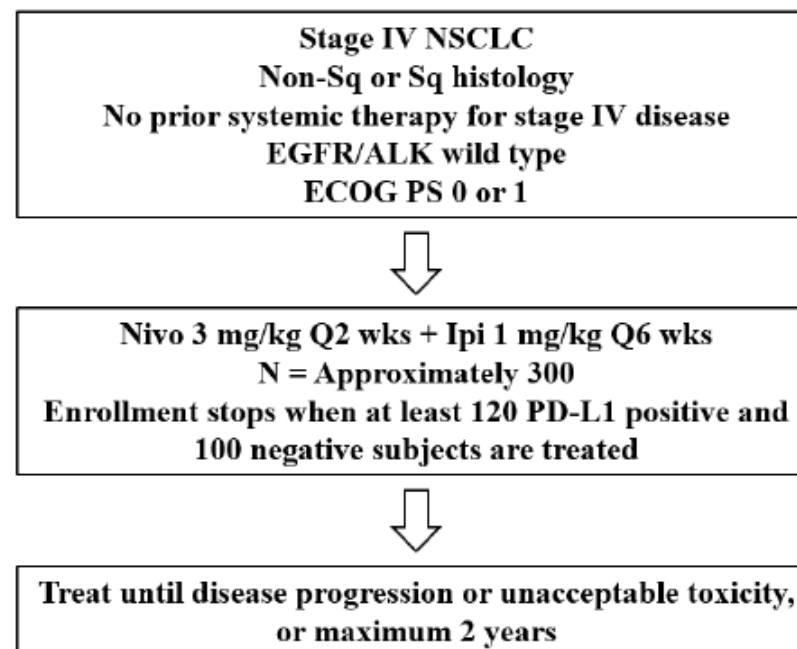 Stage IV NSCLC
Non-Sq or Sq histology
No prior systemic therapy for stage IV disease
EGFR/ALK wild type
ECOG PS 0 or 1
Nivo 3 mg/kg Q2 wks + Ipi 1 mg/kg Q6 wks
N = Approximately 300
Enrollment stops when at least 120 PD-L1 positive and
100 negative subjects are treated
Treat until disease progression or unacceptable toxicity,
or maximum 2 years